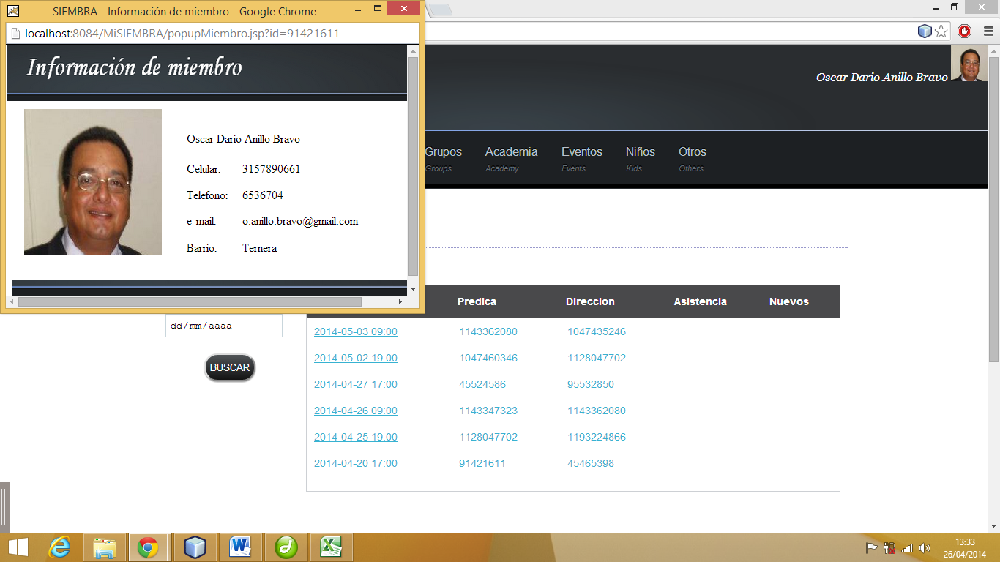 SIEMBRA - Información de miembro - Google Chrome
localhost:8084/MiSIEMBRA/popupMiembro.jsp?id=91421611
Información de miembro
Oscar Dario Anillo Bravo
Celular: 3157890661
Telefono: 6536704
e-mail: o.anillo.bravo@gmail.com
Barrio: Ternera
Oscar Dario Anillo Bravo
Grupos Academia Eventos Niños Otros
Groups Academy Events Kids Others
Predica Direccion Asistencia Nuevos
dd/mm/aaaa
BUSCAR
2014-05-03 09:00 1143362080 1047435246
2014-05-02 19:00 1047460346 1128047702
2014-04-27 17:00 45524586 95532850
2014-04-26 09:00 1143347323 1143362080
2014-04-25 19:00 1128047702 1193224866
2014-04-20 17:00 91421611 45465398
13:33
26/04/2014